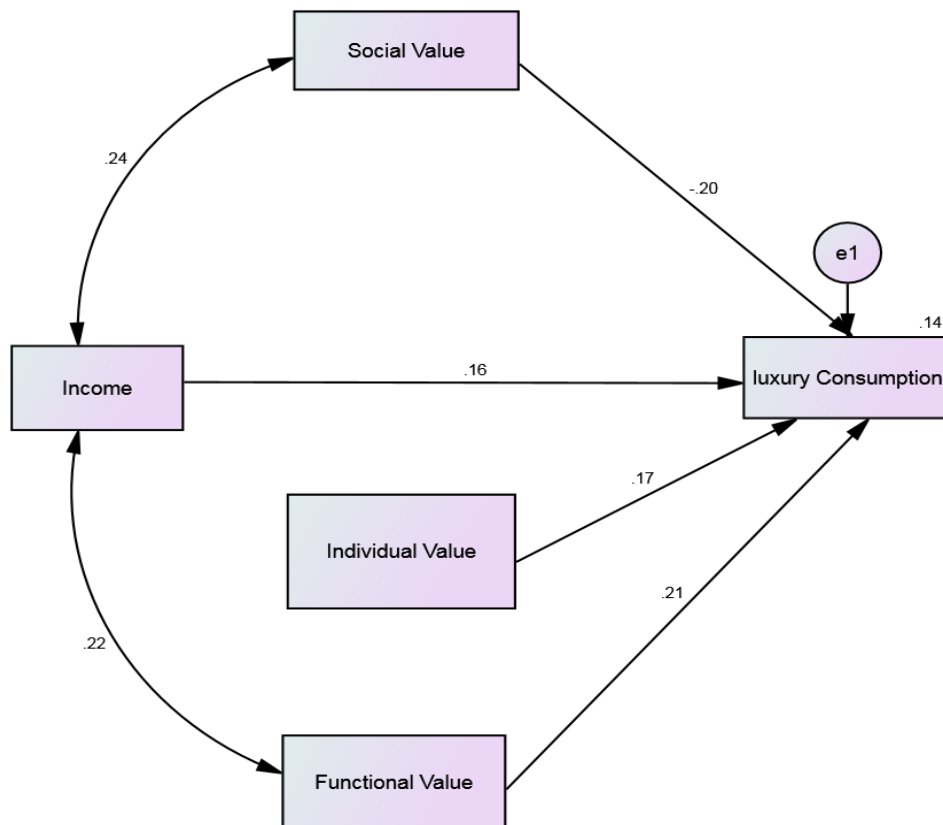 Social Value
.24
-.20
e1
.14
Income
.16
luxury Consumption
Individual Value
.17
.21
.22
Functional Value